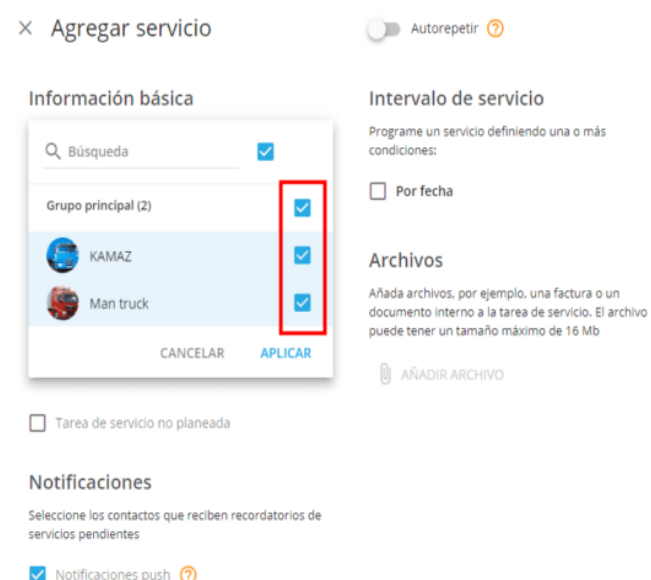 Agregar servicio
Autorepetir
Información básica
Búsqueda
Grupo principal (2)
KAMAZ
Man truck
CANCELAR APLICAR
Tarea de servicio no planeada
Notificaciones
Seleccione los contactos que reciben recordatorios de
servicios pendientes
Notificaciones push
Intervalo de servicio
Programe un servicio definiendo una o más
condiciones:
Por fecha
Archivos
Añada archivos, por ejemplo, una factura o un
documento interno a la tarea de servicio. El archivo
puede tener un tamaño máximo de 16 Mb
AÑADIR ARCHIVO